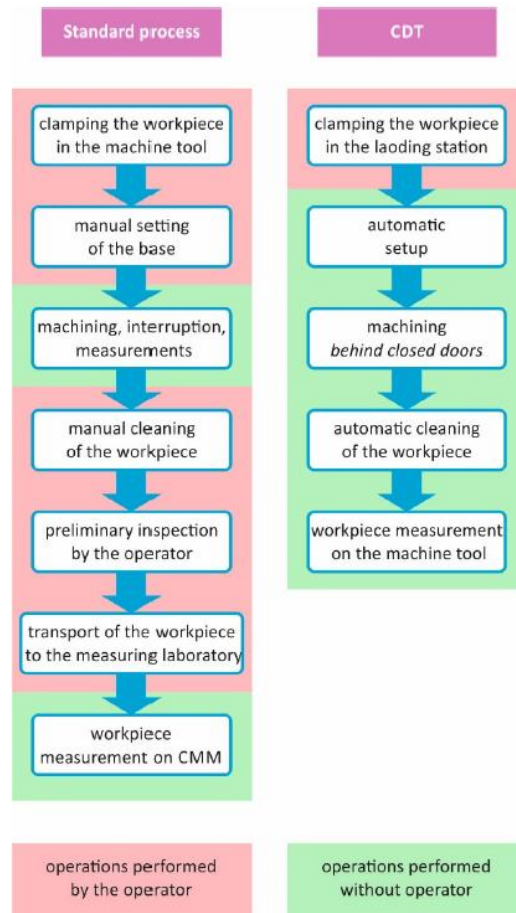 Standard process
clamping the workpiece
in the machine tool
manual setting
of the base
machining, interruption,
measurements
manual cleaning
of the workpiece
preliminary inspection
by the operator
transport of the workpiece
to the measuring laboratory
workpiece
measurement on CMM
operations performed
by the operator
CDT
clamping the workpiece
in the laoding station
automatic
setup
machining
behind closed doors
automatic cleaning
of the workpiece
workpiece measurement
on the machine tool
operations performed
without operator